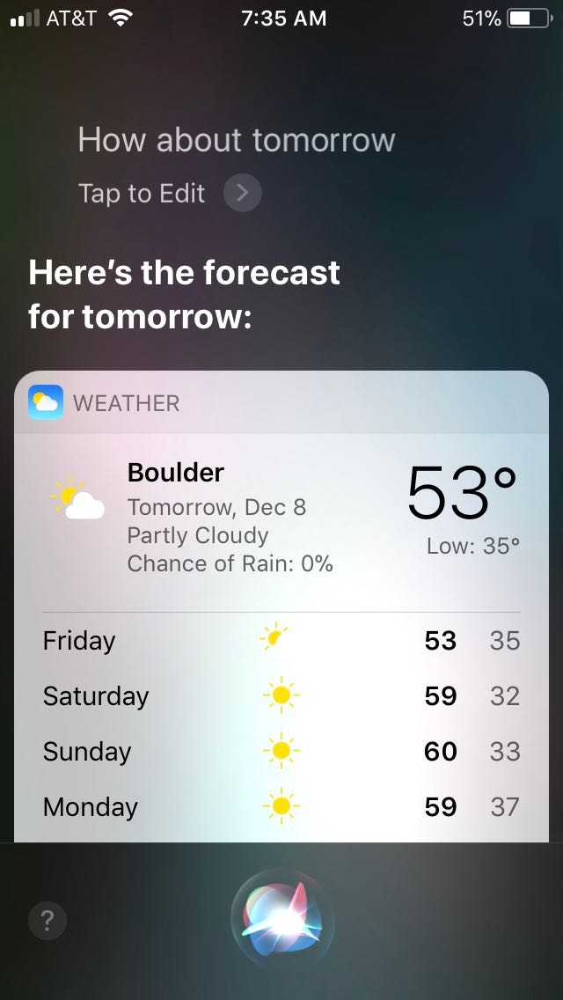 AT&T 7:35 AM 51%
How about tomorrow
Tap to Edit
Here's the forecast
for tomorrow:
WEATHER
Boulder 53°
Tomorrow, Dec 8
Partly Cloudy Low: 35°
Chance of Rain: 0%
Friday 53 35
Saturday 59 32
Sunday 60 33
Monday 59 37
?